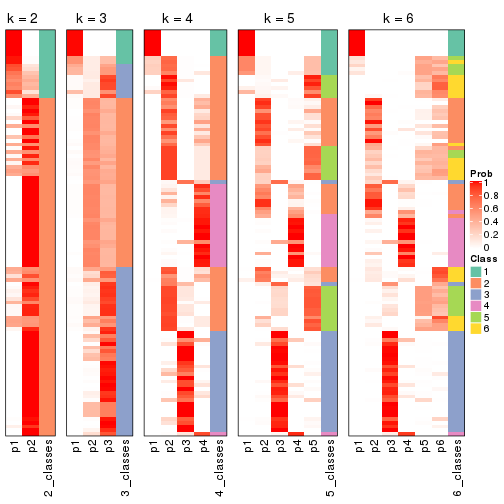 k = 2
k = 3
k = 4
k = 5
k = 6
p1
p2
2_classes
p1
p2
p3
3_classes
p1
p2
p3
p4
4_classes
p1
p2
p3
p4
p5
5_classes
p1
p2
p3
p4
p5
p6
6_classes
Prob
1
0.8
0.6
0.4
0.2
0
Class
1
2
3
4
5
6